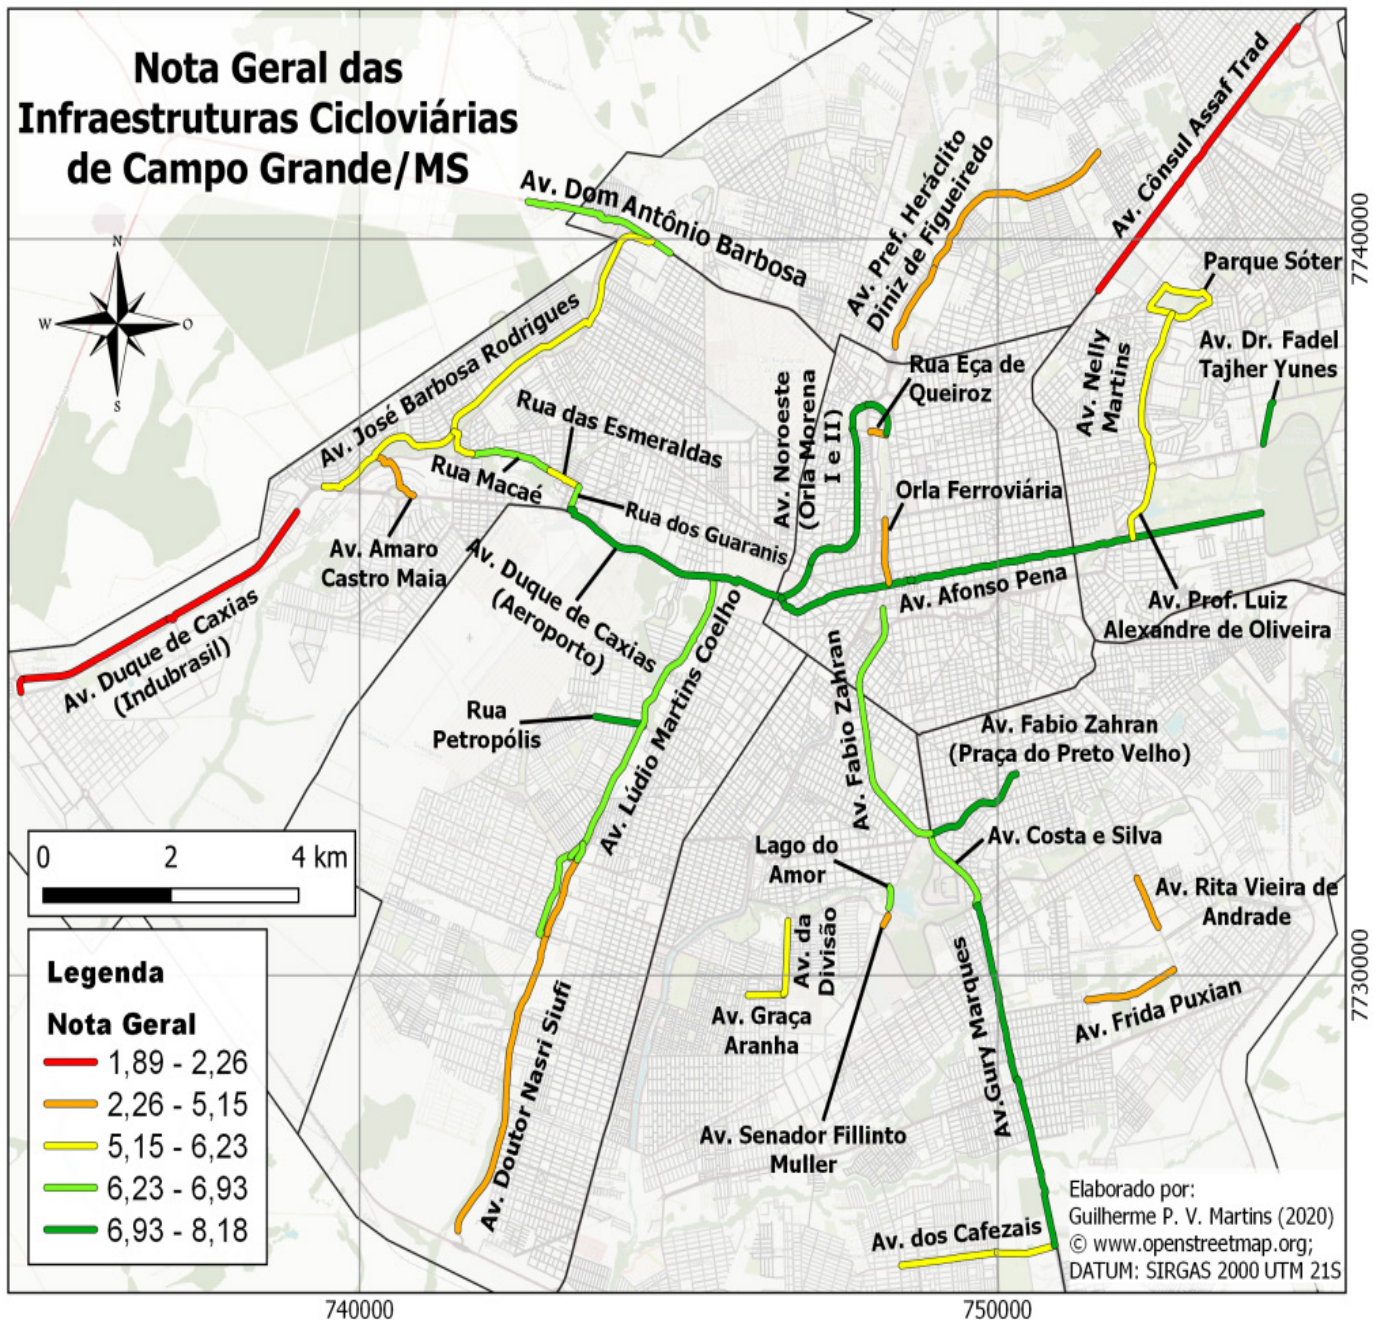 Nota Geral das
Infraestruturas Cicloviárias
de Campo Grande/MS
N
W
O
S
Av. Dom Antônio Barbosa
Av. Pref. Heráclito
Diniz de Figueiredo
Av. Cônsul Assaf Trad
7740000
Parque Sóter
Av. Dr. Fadel
Tajher Yunes
Av. Nelly
Martins
Rua Eça de
Queiroz
Av. José Barbosa Rodrigues
Rua das Esmeraldas
Rua Macaé
Av. Noroeste
(Orla Morena
I e II)
Orla Ferroviária
Rua dos Guaranis
Av. Amaro
Castro Maia
Av. Duque de Caxias
(Aeroporto)
Av. Afonso Pena
Av. Prof. Luiz
Alexandre de Oliveira
Av. Duque de Caxias
(Indubrasil)
Rua
Petropólis
Av. Lúdio Martins Coelho
Av. Fabio Zahran
Av. Fabio Zahran
(Praça do Preto Velho)
Av. Costa e Silva
Lago do
Amor
Av. Rita Vieira de
Andrade
Av. da
Divisão
Av. Graça
Aranha
Av.Gury Marques
Av. Frida Puxian
7730000
Av. Doutor Nasri Siufi
Av. Senador Fillinto
Muller
Av. dos Cafezais
0 2 4 km
Legenda
Nota Geral
1,89 - 2,26
2,26 - 5,15
5,15 - 6,23
6,23 - 6,93
6,93 - 8,18
Elaborado por:
Guilherme P. V. Martins (2020)
© www.openstreetmap.org;
DATUM: SIRGAS 2000 UTM 21S
740000
750000